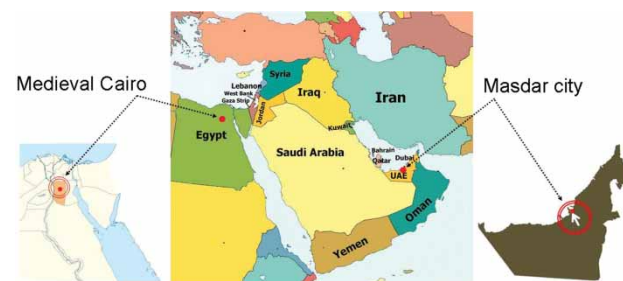 Medieval Cairo
Masdar city
Syria
Lebanon
West Bank
Gaza Strip
Jordan
Iraq
Iran
Egypt
Kuwait
Saudi Arabia
Bahrain
Qatar
Dubai
UAE
Oman
Yemen